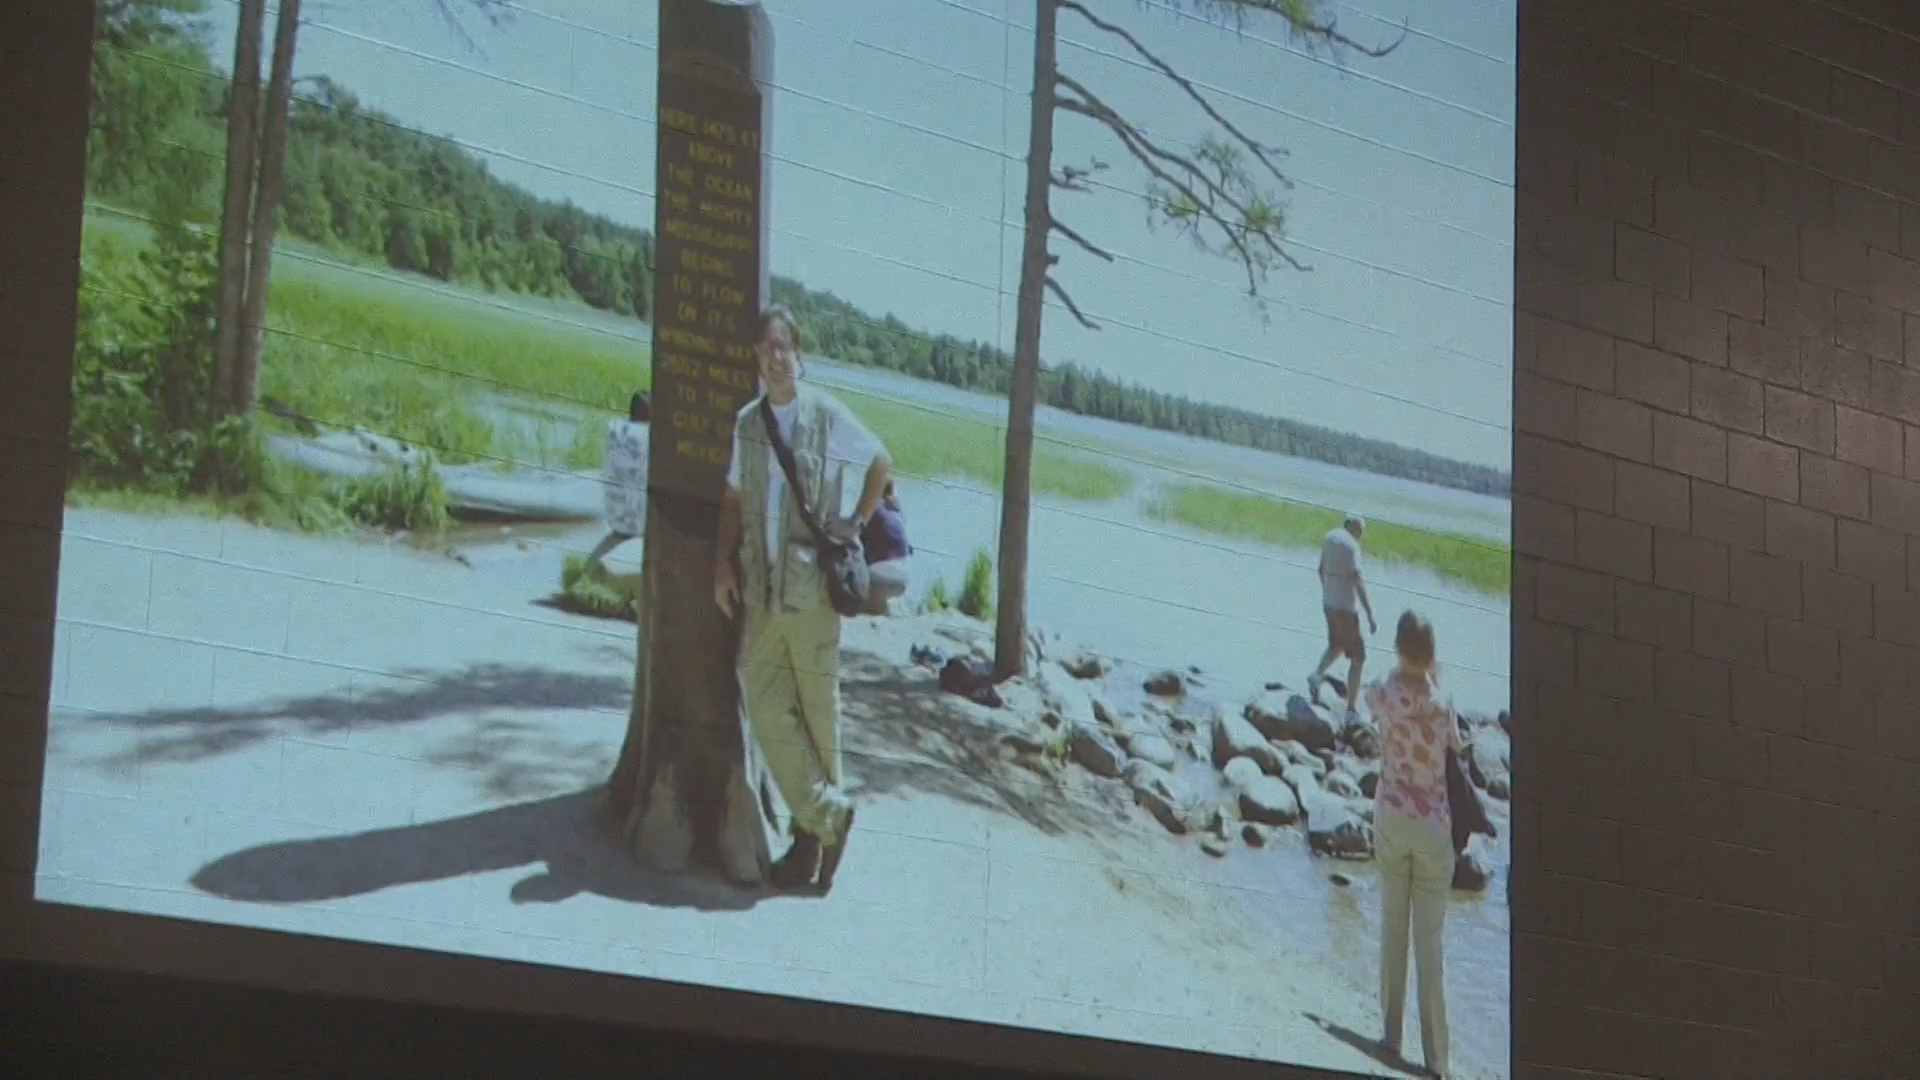 HERE 1475 FT
ABOVE
THE OCEAN
THE MIGHTY
MISSISSIPPI
BEGINS
TO FLOW
ON IT'S
WINDING WAY
2552 MILES
TO THE
GULF OF
MEXICO